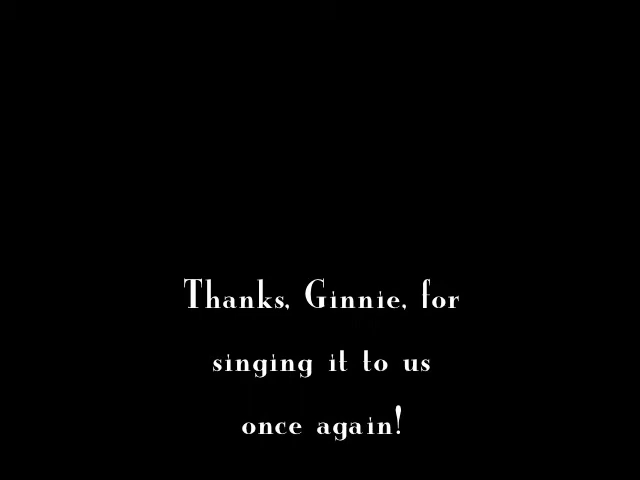 Thanks, Ginnie, for
singing it to us
once again!